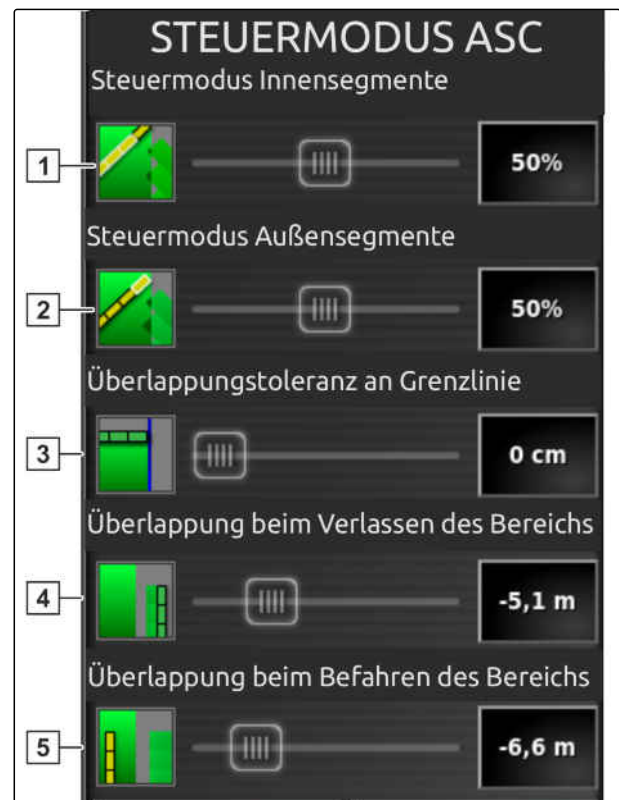 STEUERMODUS ASC
Steuermodus Innensegmente
1
50%
Steuermodus Außensegmente
2
50%
Überlappungstoleranz an Grenzlinie
3
0 cm
Überlappung beim Verlassen des Bereichs
4
-5,1 m
Überlappung beim Befahren des Bereichs
5
-6,6 m